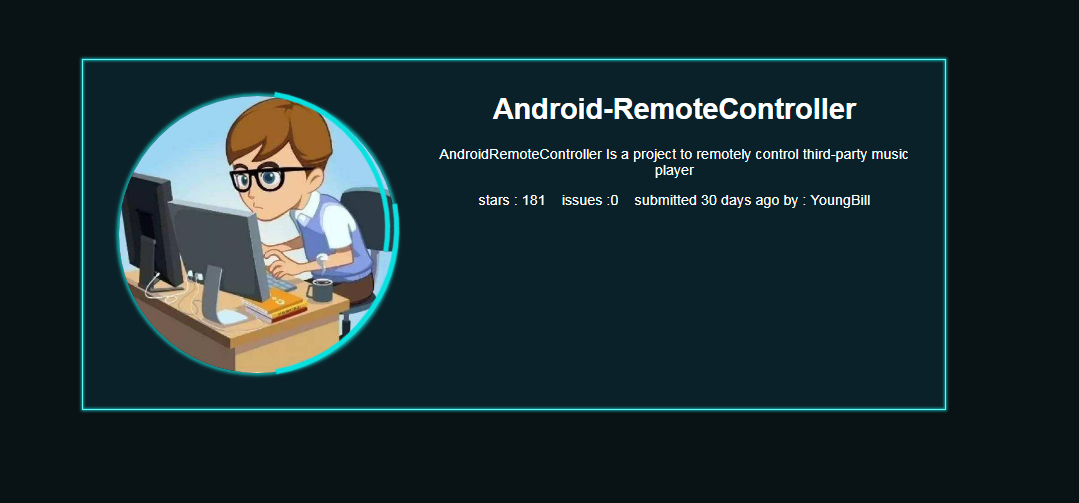 Android-RemoteController
AndroidRemoteController Is a project to remotely control third-party music
player
stars : 181 issues :0 submitted 30 days ago by : YoungBill